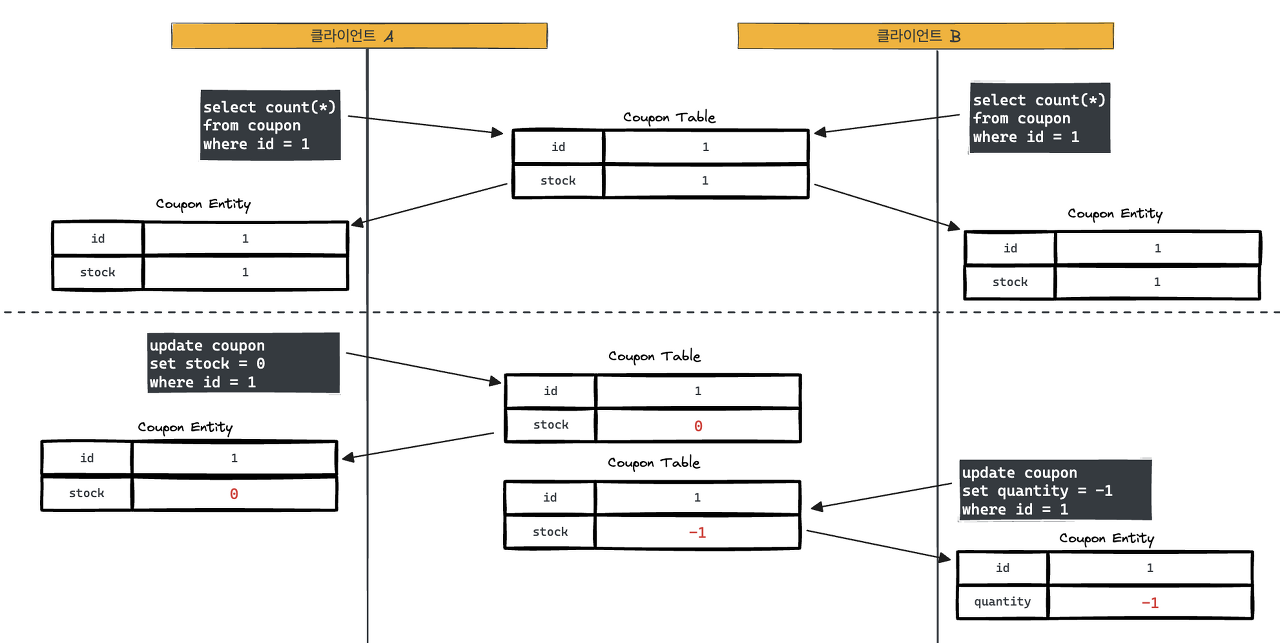 클라이언트 A
클라이언트 B
select count(*)
from coupon
where id = 1
select count(*)
from coupon
where id = 1
Coupon Table
id 1
stock 1
Coupon Entity
id 1
stock 1
Coupon Entity
id 1
stock 1
update coupon
set stock = 0
where id = 1
Coupon Table
id 1
stock 0
Coupon Entity
id 1
stock 0
Coupon Table
id 1
stock -1
update coupon
set quantity = -1
where id = 1
Coupon Entity
id 1
quantity -1